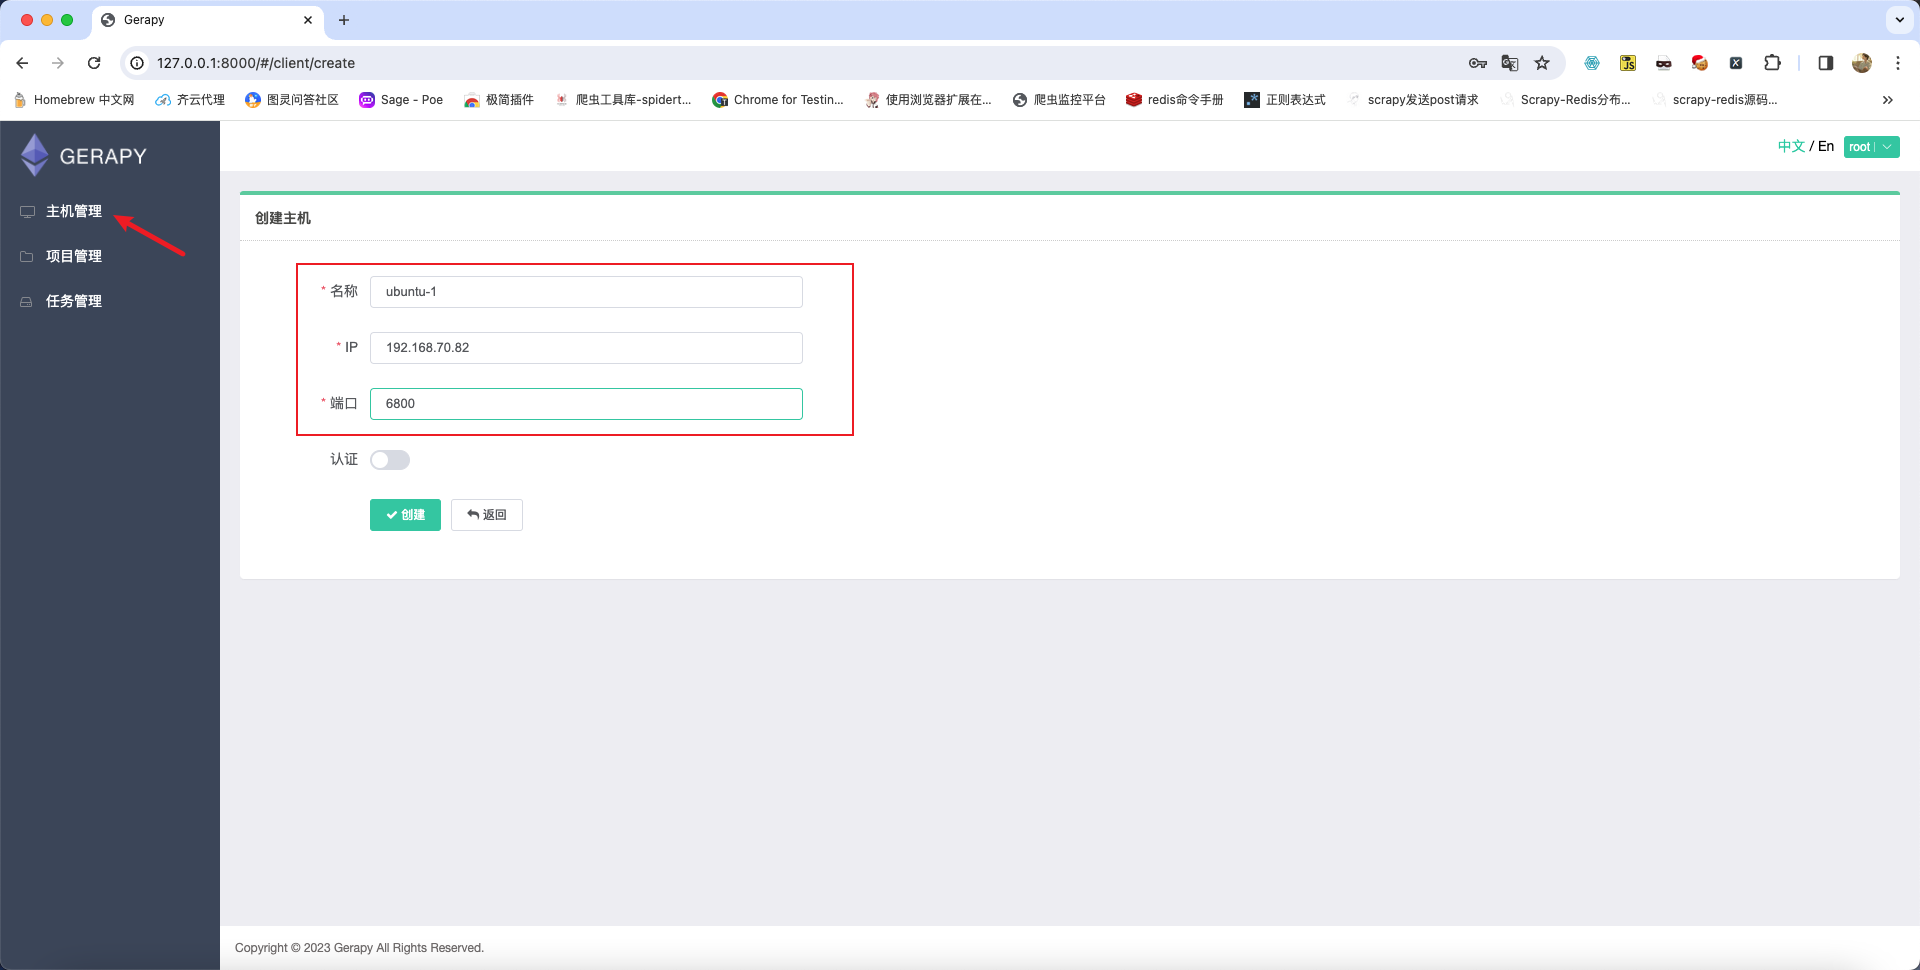 Gerapy
127.0.0.1:8000/#/client/create
Homebrew 中文网
齐云代理
图灵问答社区
Sage - Poe
极简插件
爬虫工具库-spidert...
Chrome for Testin...
使用浏览器扩展在...
爬虫监控平台
redis命令手册
正则表达式
scrapy发送post请求
Scrapy-Redis分布...
scrapy-redis源码...
GERAPY
中文 / En
root
主机管理
项目管理
任务管理
创建主机
* 名称 ubuntu-1
* IP 192.168.70.82
* 端口 6800
认证
创建
返回
Copyright © 2023 Gerapy All Rights Reserved.